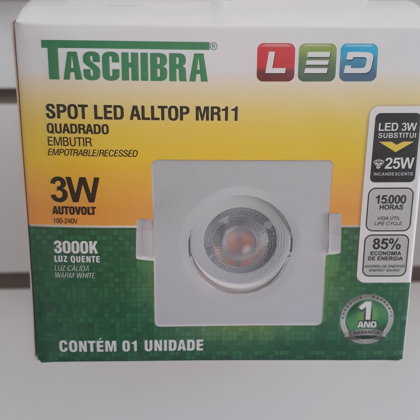 TASCHIBRA®
LED
SPOT LED ALLTOP MR11
QUADRADO
EMBUTIR
EMPOTRABLE/RECESSED
3W
AUTOVOLT
100-240V
3000K
LUZ QUENTE
LUZ CÁLIDA
WARM WHITE
CONTÉM 01 UNIDADE
LED 3W
SUBSTITUI
25W
INCANDESCENTE
15.000
HORAS
VIDA ÚTIL
LIFE CYCLE
85%
ECONOMIA
DE ENERGIA
AHORRO DE ENERGÍA
ENERGY SAVING
1
ANO